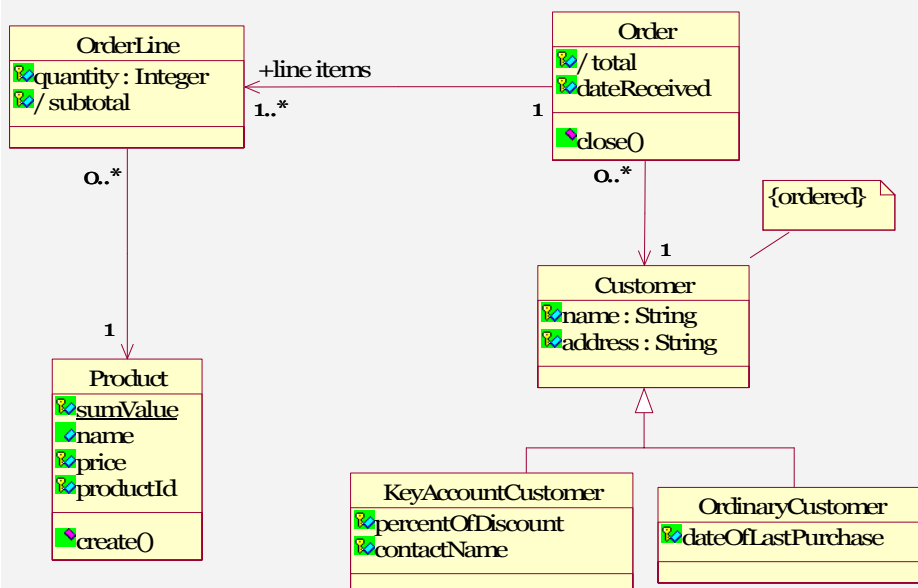 OrderLine
quantity : Integer
/ subtotal
+line items
1..*
1
Order
/ total
dateReceived
close()
0..*
0..*
{ordered}
1
Customer
name : String
address : String
1
Product
sumValue
name
price
productId
create()
KeyAccountCustomer
percentOfDiscount
contactName
OrdinaryCustomer
dateOfLastPurchase